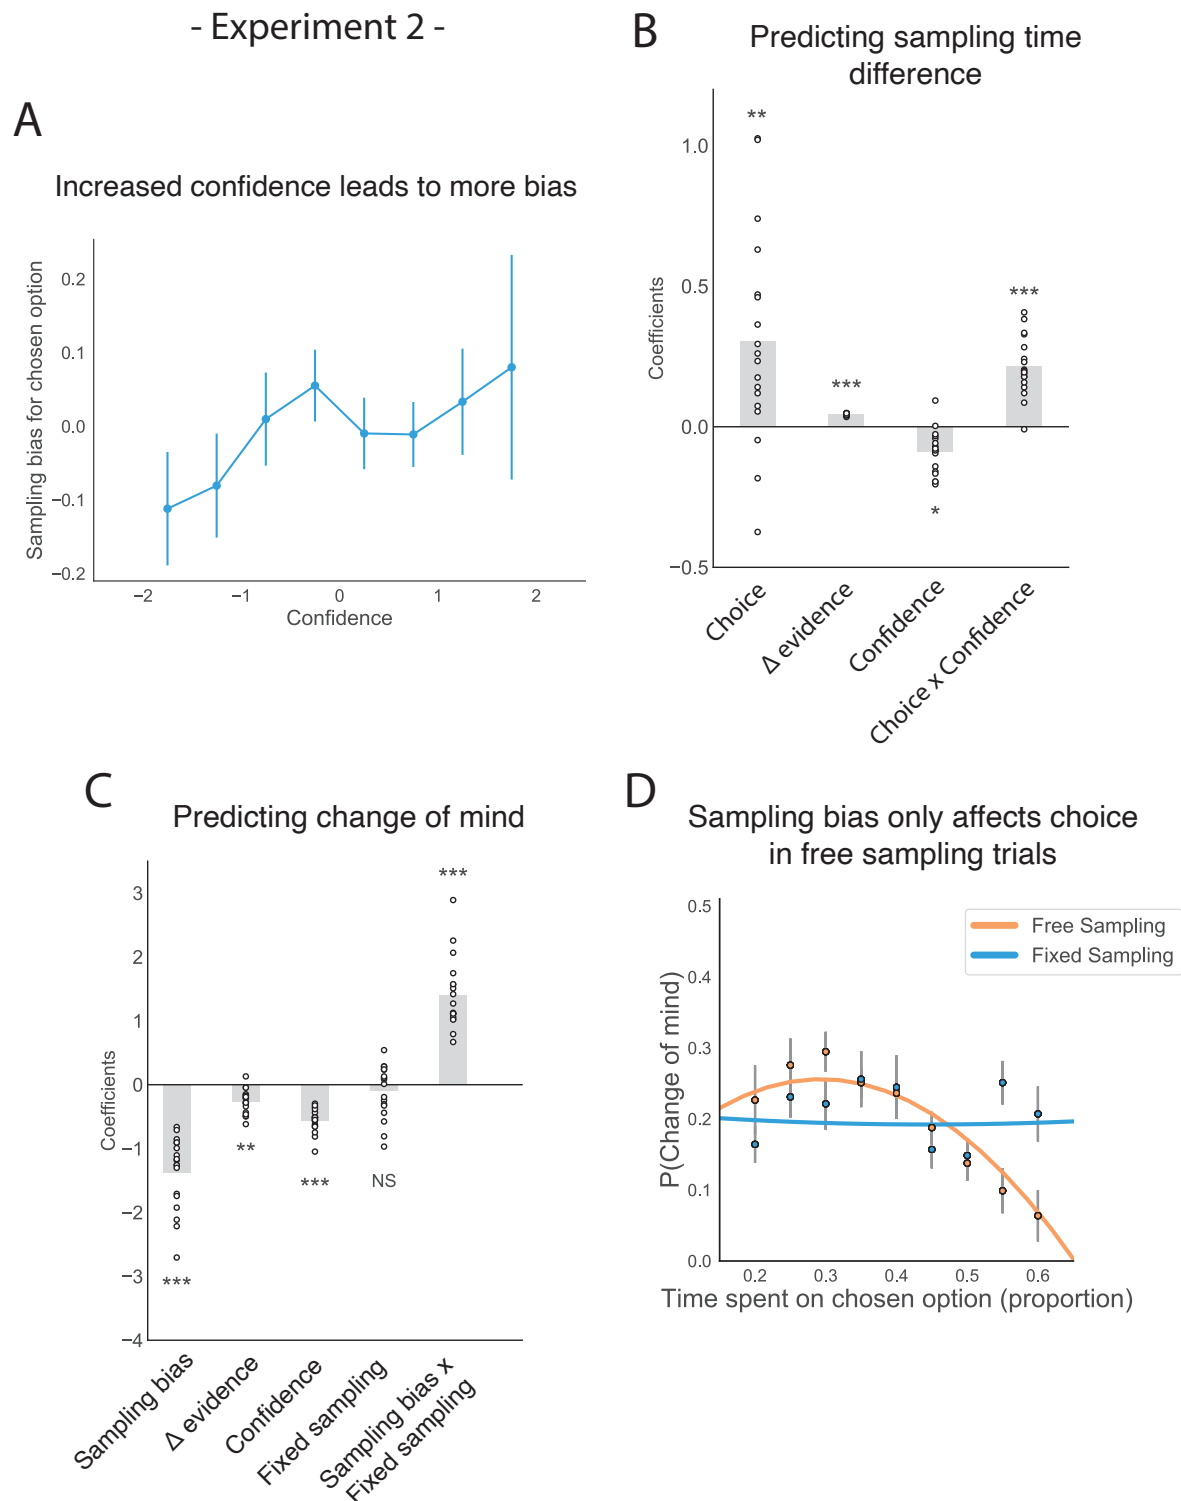 - Experiment 2 -
A
Increased confidence leads to more bias
Sampling bias for chosen option
0.2
0.1
0.0
−0.1
−0.2
−2
−1
0
1
2
Confidence
B
Predicting sampling time
difference
Coefficients
1.0
0.5
0.0
−0.5
**
***
*
***
Choice
Δ evidence
Confidence
Choice x Confidence
C
Predicting change of mind
Coefficients
3
2
1
0
−1
−2
−3
−4
***
**
***
NS
***
Sampling bias
Δ evidence
Confidence
Fixed sampling
Sampling bias x
Fixed sampling
D
Sampling bias only affects choice
in free sampling trials
P(Change of mind)
0.5
0.4
0.3
0.2
0.1
0.0
Free Sampling
Fixed Sampling
0.2
0.3
0.4
0.5
0.6
Time spent on chosen option (proportion)